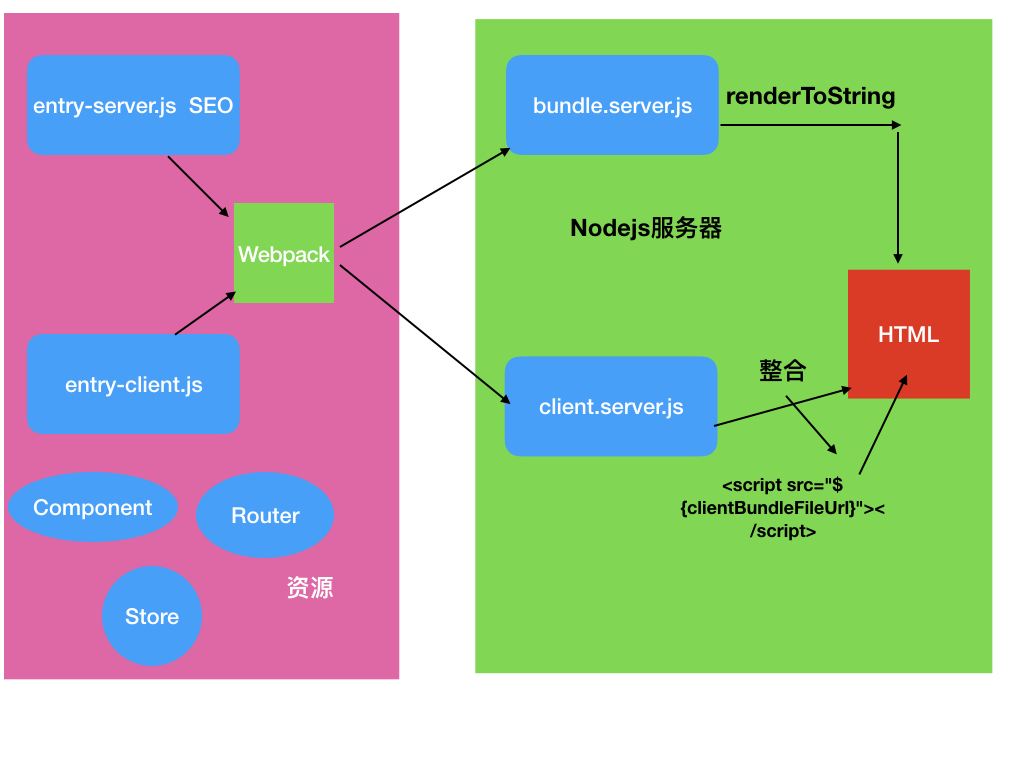 entry-server.js  SEO
Webpack
entry-client.js
Component
Router
Store
资源
bundle.server.js
renderToString
Nodejs服务器
HTML
整合
client.server.js
<script src="$
{clientBundleFileUrl}"><
/script>